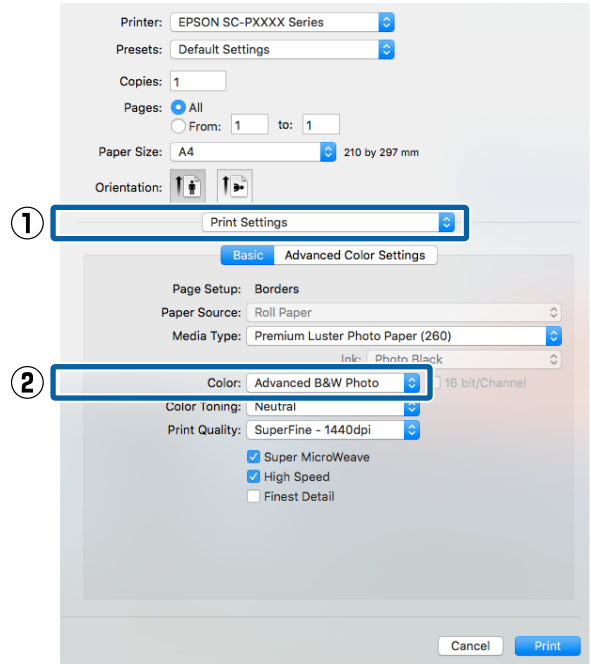 Printer: EPSON SC-PXXXX Series
Presets: Default Settings
Copies: 1
Pages: All
From: 1 to: 1
Paper Size: A4 210 by 297 mm
Orientation:
1 Print Settings
Basic Advanced Color Settings
Page Setup: Borders
Paper Source: Roll Paper
Media Type: Premium Luster Photo Paper (260)
Ink: Photo Black
2 Color: Advanced B&W Photo 16 bit/Channel
Color Toning: Neutral
Print Quality: SuperFine - 1440dpi
Super MicroWeave
High Speed
Finest Detail
Cancel Print